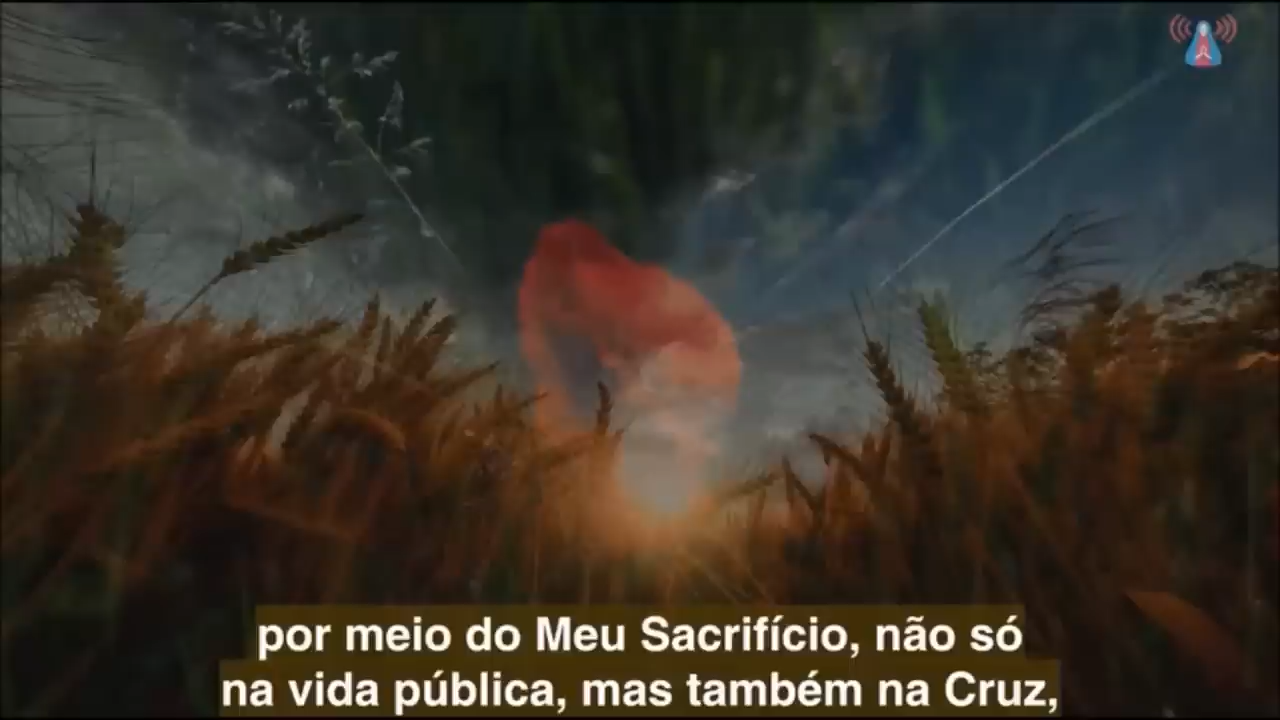 por meio do Meu Sacrifício, não só
na vida pública, mas também na Cruz,